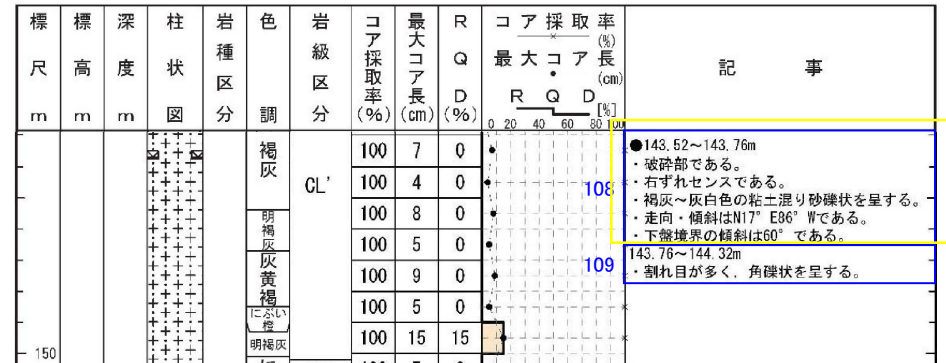 標尺m
標高m
深度m
柱状図
岩種区分
色調
岩級区分
コア採取率(%)
最大コア長(cm)
RQD(%)
コア採取率(%)
最大コア長(cm)
RQD[%]
0 20 40 60 80 100
記事
褐灰
明褐灰
灰黄褐
にぶい橙
明褐灰
CL'
100 7 0
100 4 0
100 8 0
100 5 0
100 9 0
100 5 0
100 15 15
150
108
●143.52～143.76m
・破砕部である。
・右ずれセンスである。
・褐灰～灰白色の粘土混り砂礫状を呈する。
・走向・傾斜はN17°E86°Wである。
・下盤境界の傾斜は60°である。
109
143.76～144.32m
・割れ目が多く、角礫状を呈する。